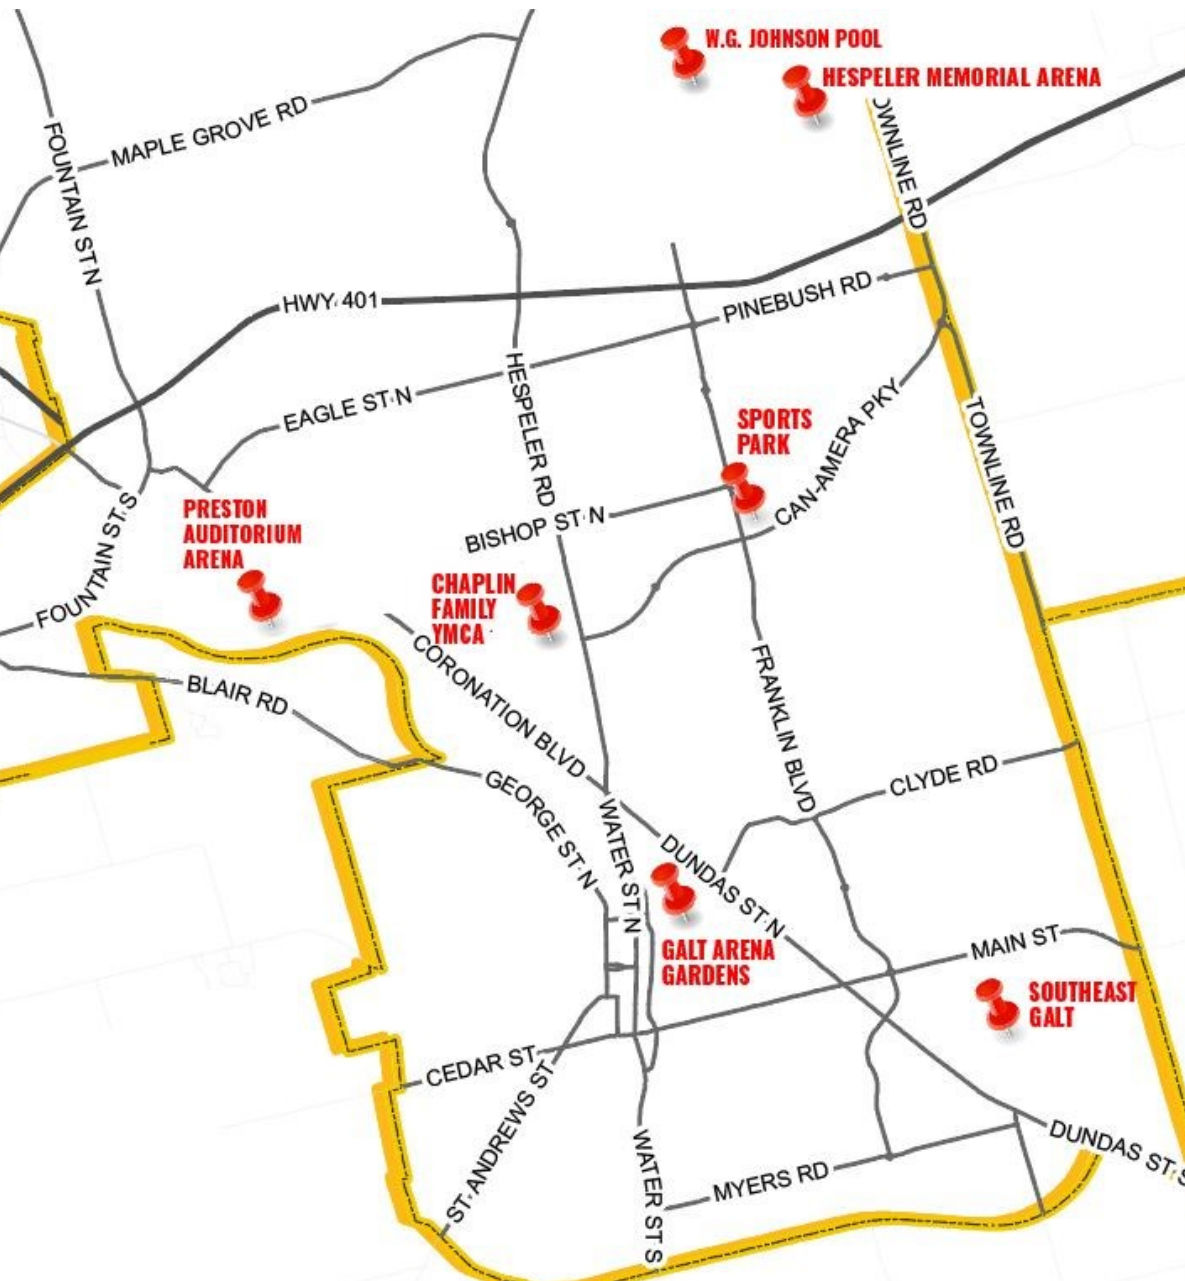 W.G. JOHNSON POOL
HESPELER MEMORIAL ARENA
OWNLINE RD
MAPLE GROVE RD
FOUNTAIN ST N
HWY 401
PINEBUSH RD
EAGLE ST N
HESPELER RD
CAN-AMERA PKY
TOWNLINE RD
SPORTS
PARK
BISHOP ST N
FOUNTAIN ST S
PRESTON
AUDITORIUM
ARENA
CHAPLIN
FAMILY
YMCA
CORONATION BLVD
BLAIR RD
FRANKLIN BLVD
CLYDE RD
GEORGE ST N
WATER ST N
DUNDAS ST N
GALT ARENA
GARDENS
MAIN ST
SOUTHEAST
GALT
CEDAR ST
ST ANDREWS ST
WATER ST S
MYERS RD
DUNDAS ST S